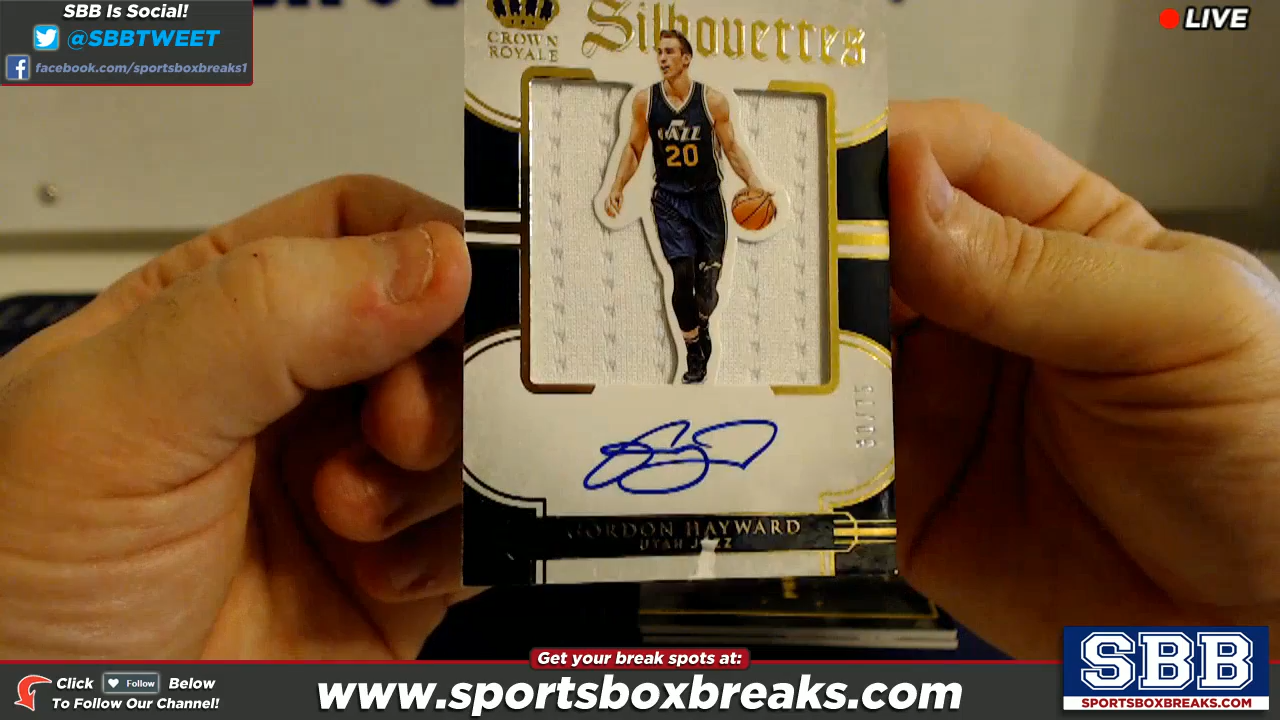 SBB Is Social!
@SBBTWEET
facebook.com/sportsboxbreaks1
LIVE
CROWN
ROYALE
Silhouettes
JAZZ
20
GORDON HAYWARD
UTAH JAZZ
Get your break spots at:
Click Follow Below
To Follow Our Channel!
www.sportsboxbreaks.com
SBB
SPORTSBOXBREAKS.COM